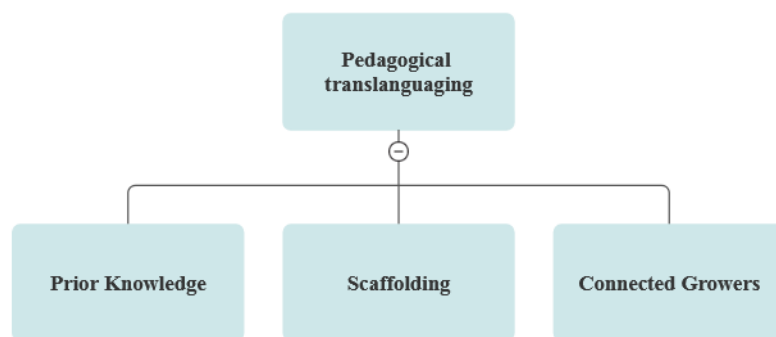 Pedagogical
translanguaging
Prior Knowledge
Scaffolding
Connected Growers